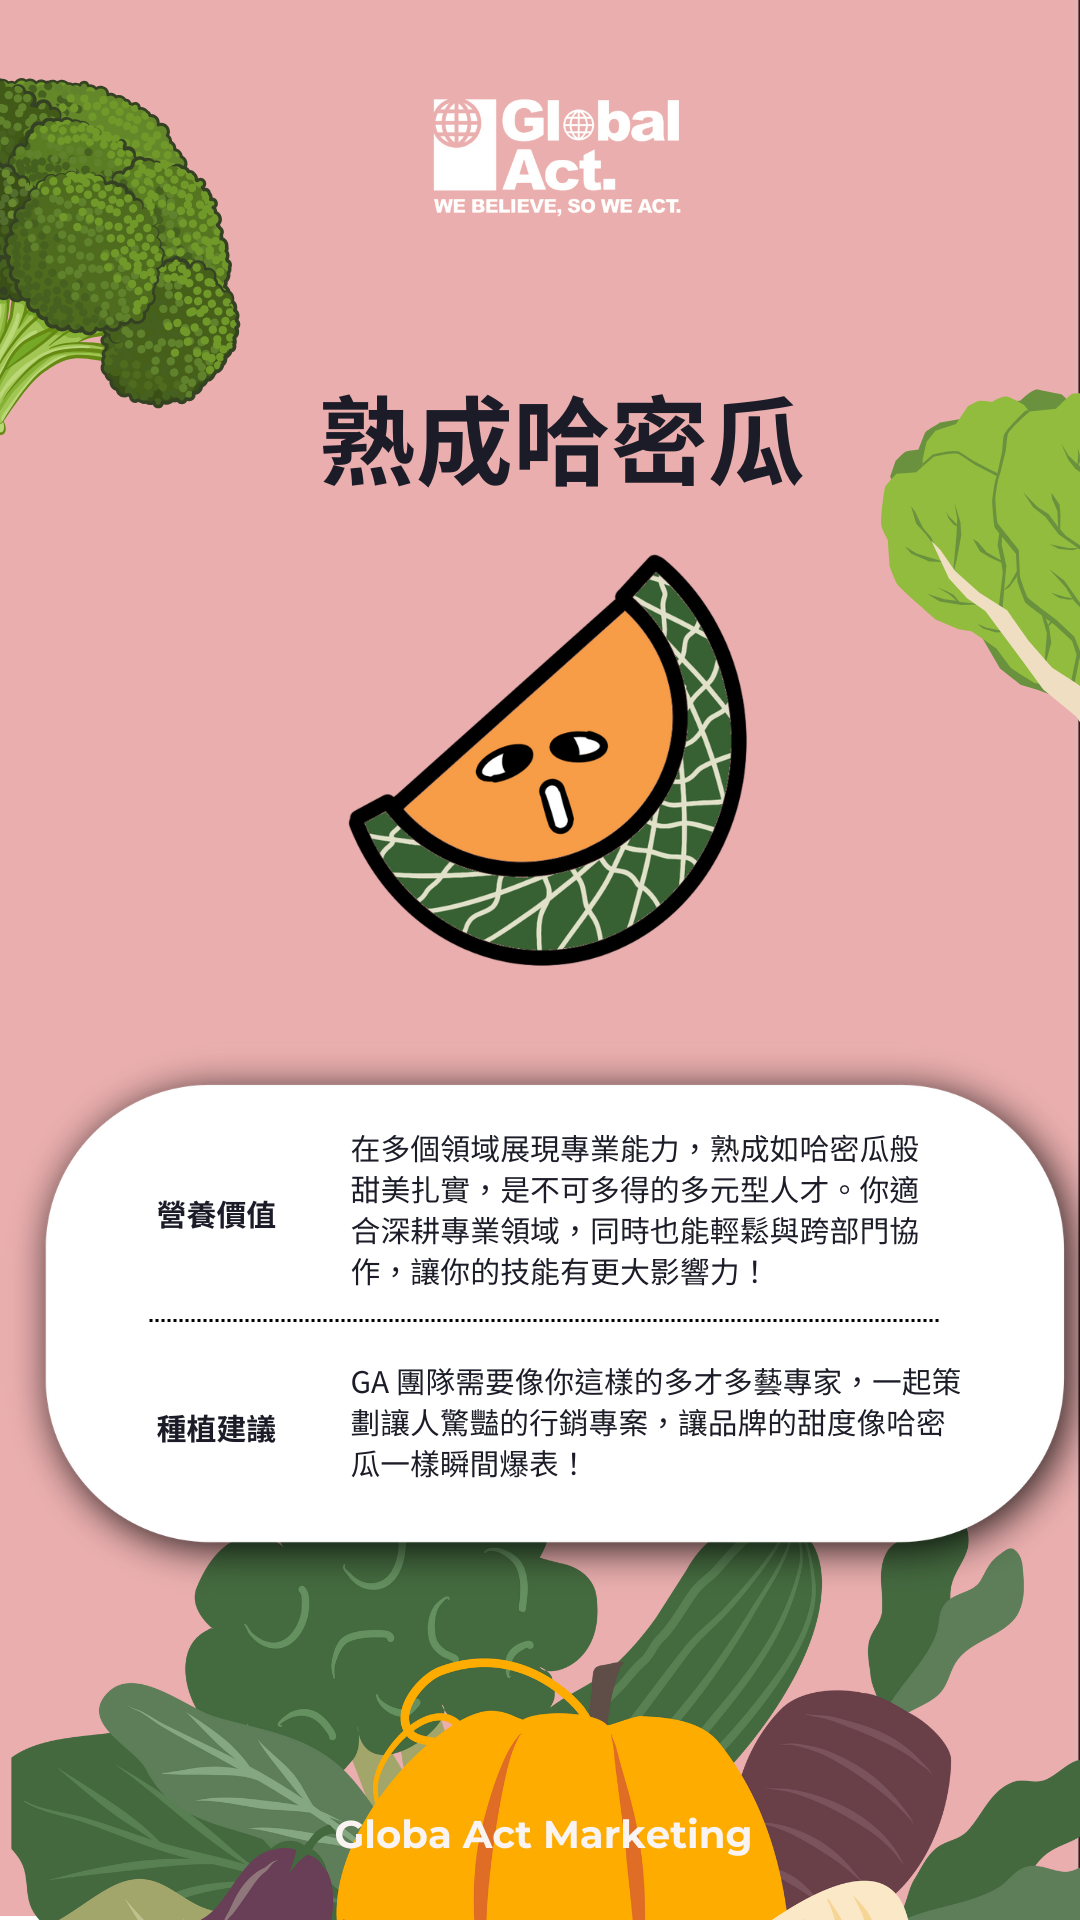 Global
Act.
WE BELIEVE, SO WE ACT.
熟成哈密瓜
營養價值
在多個領域展現專業能力，熟成如哈密瓜般
甜美扎實，是不可多得的多元型人才。你適
合深耕專業領域，同時也能輕鬆與跨部門協
作，讓你的技能有更大影響力！
種植建議
GA 團隊需要像你這樣的多才多藝專家，一起策
劃讓人驚豔的行銷專案，讓品牌的甜度像哈密
瓜一樣瞬間爆表！
Globa Act Marketing